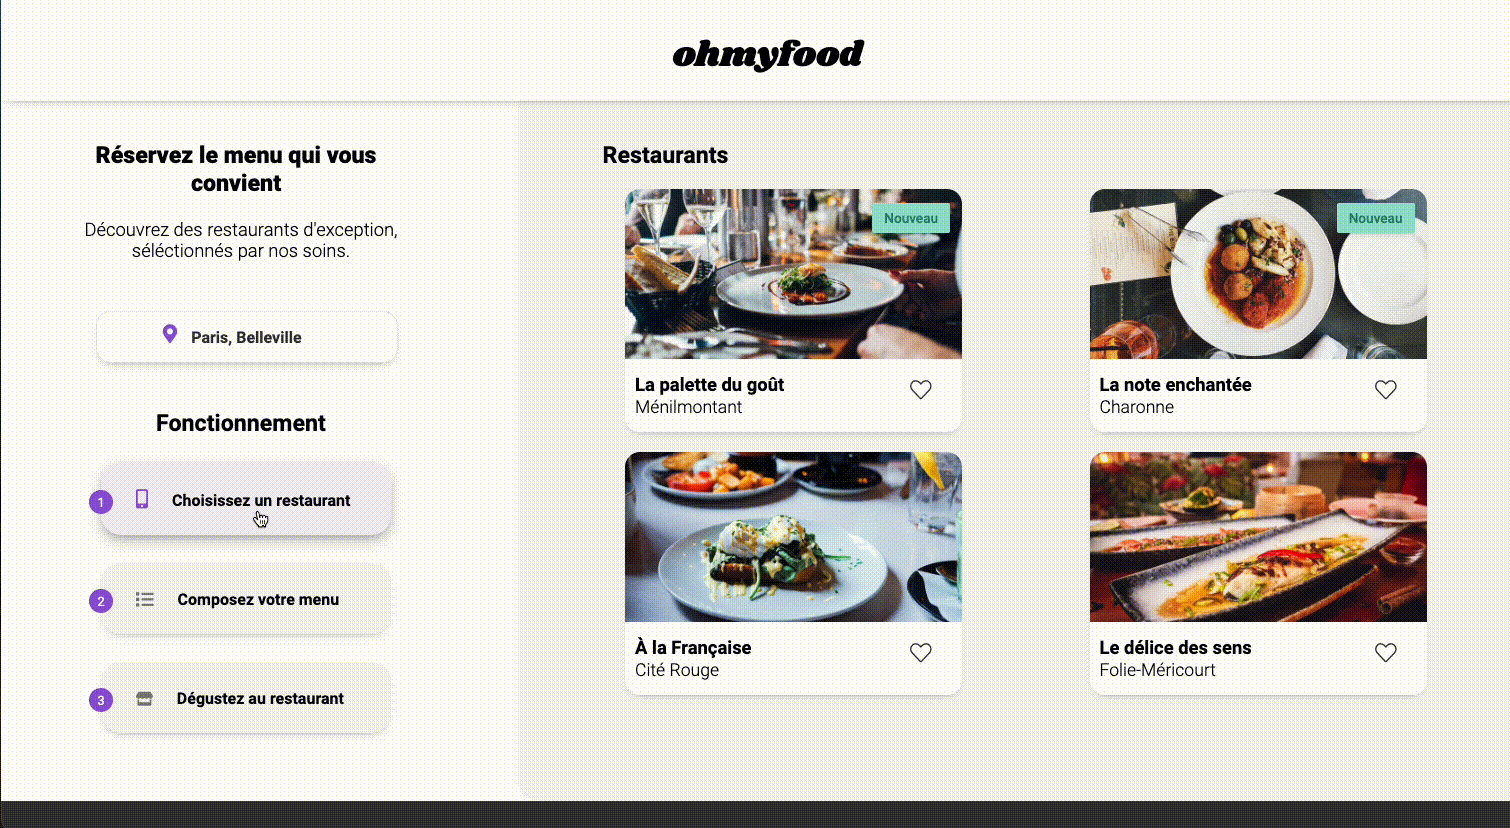 ohmyfood
Réservez le menu qui vous
convient
Découvrez des restaurants d'exception,
séléctionnés par nos soins.
Paris, Belleville
Fonctionnement
1
Choisissez un restaurant
2
Composez votre menu
3
Dégustez au restaurant
Restaurants
Nouveau
La palette du goût
Ménilmontant
Nouveau
La note enchantée
Charonne
À la Française
Cité Rouge
Le délice des sens
Folie-Méricourt